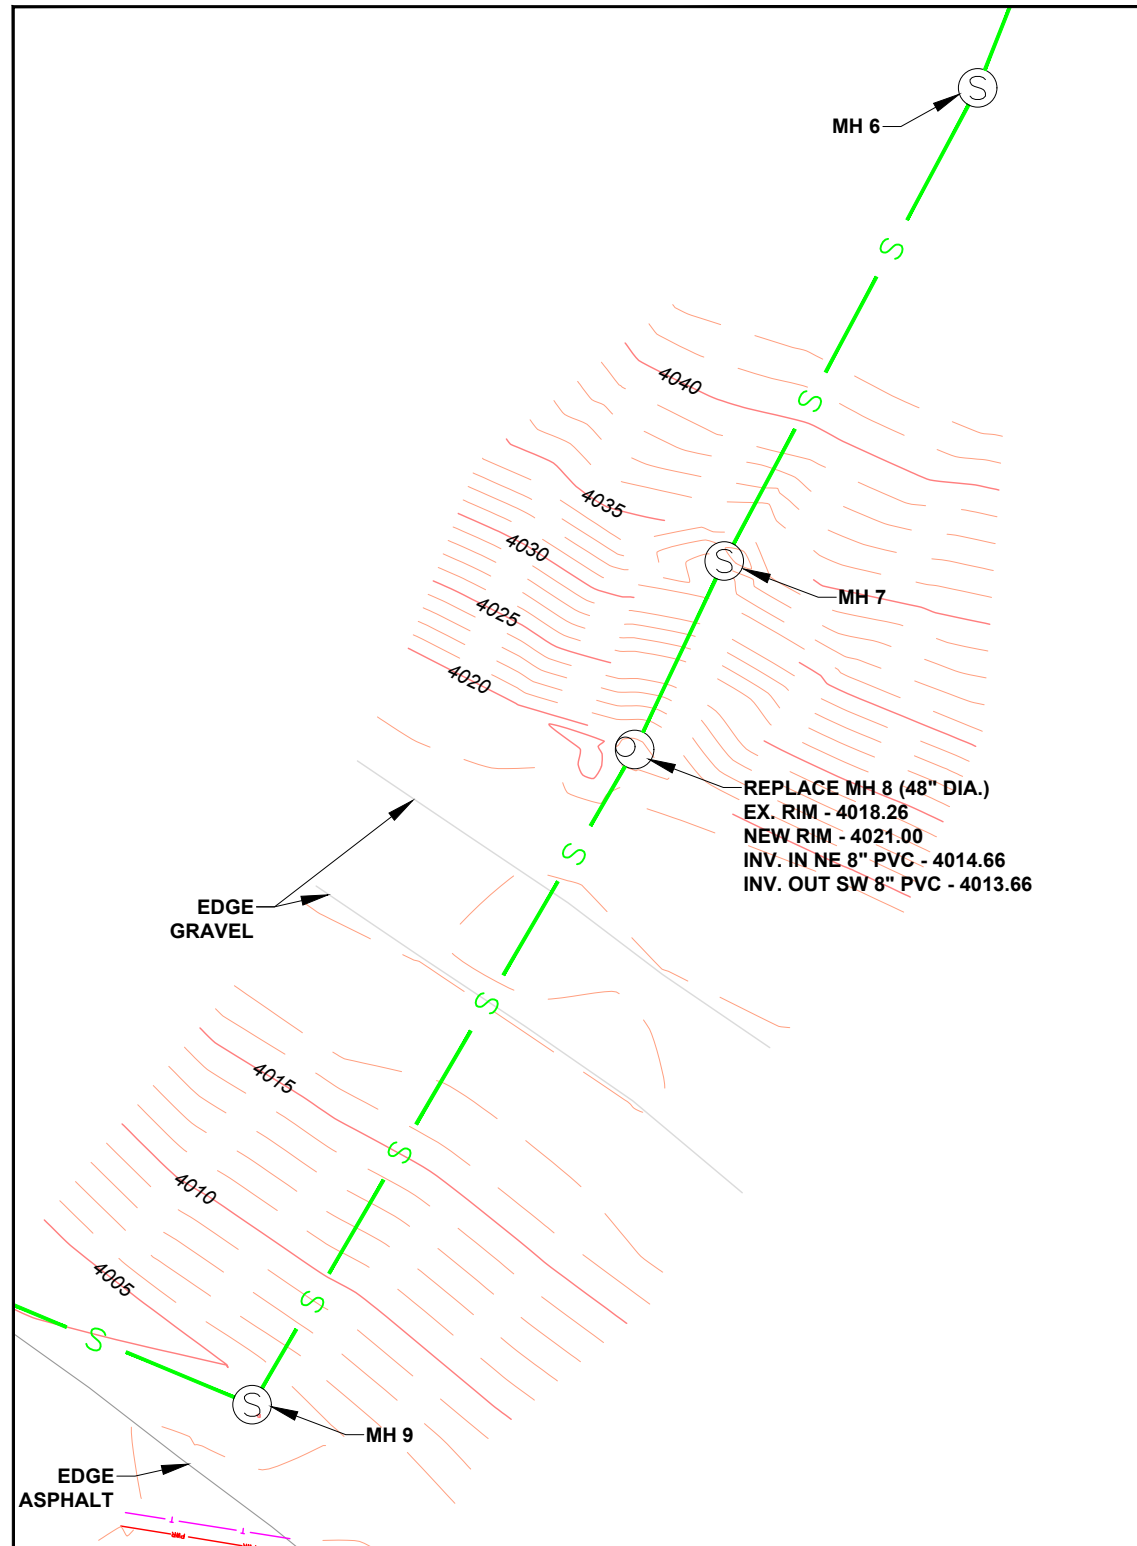 S
MH 6
S
4040
S
4035
4030
S
MH 7
4025
4020
REPLACE MH 8 (48" DIA.)
EX. RIM - 4018.26
NEW RIM - 4021.00
INV. IN NE 8" PVC - 4014.66
INV. OUT SW 8" PVC - 4013.66
S
EDGE
GRAVEL
S
4015
S
4010
4005
S
S
S
MH 9
EDGE
ASPHALT
T
T
PWR